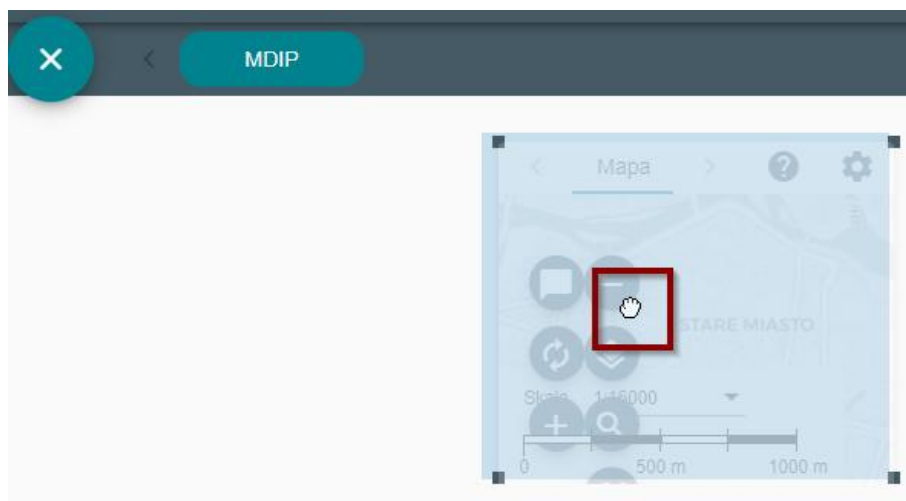 MDIP
Mapa
STARE MIASTO
Skala 1:16000
0 500 m 1000 m